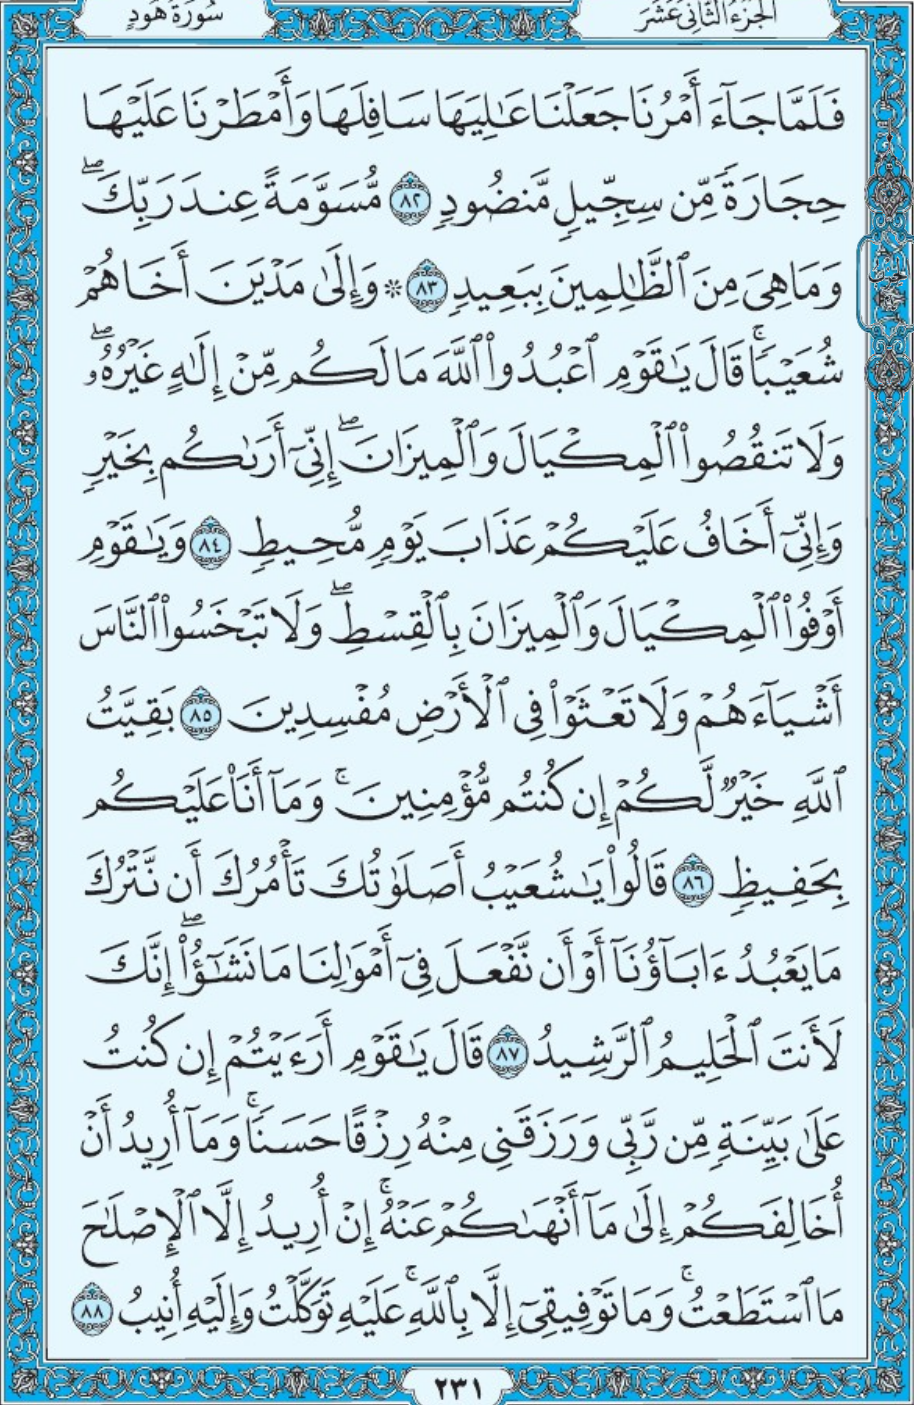 الجزء الثاني عشر
سورة هود
فَلَمَّا جَآءَ أَمۡرُنَا جَعَلۡنَا عَٰلِيَهَا سَافِلَهَا وَأَمۡطَرۡنَا عَلَيۡهَا
حِجَارَةٗ مِّن سِجِّيلٖ مَّنضُودٖ ٨٢ مُّسَوَّمَةً عِندَ رَبِّكَۖ
وَمَا هِيَ مِنَ ٱلظَّٰلِمِينَ بِبَعِيدٖ ٨٣ ۞ وَإِلَىٰ مَدۡيَنَ أَخَاهُمۡ
شُعَيۡبٗاۚ قَالَ يَٰقَوۡمِ ٱعۡبُدُواْ ٱللَّهَ مَا لَكُم مِّنۡ إِلَٰهٍ غَيۡرُهُۥۖ
وَلَا تَنقُصُواْ ٱلۡمِكۡيَالَ وَٱلۡمِيزَانَۖ إِنِّيٓ أَرَىٰكُم بِخَيۡرٖ
وَإِنِّيٓ أَخَافُ عَلَيۡكُمۡ عَذَابَ يَوۡمٖ مُّحِيطٖ ٨٤ وَيَٰقَوۡمِ
أَوۡفُواْ ٱلۡمِكۡيَالَ وَٱلۡمِيزَانَ بِٱلۡقِسۡطِۖ وَلَا تَبۡخَسُواْ ٱلنَّاسَ
أَشۡيَآءَهُمۡ وَلَا تَعۡثَوۡاْ فِي ٱلۡأَرۡضِ مُفۡسِدِينَ ٨٥ بَقِيَّتُ
ٱللَّهِ خَيۡرٞ لَّكُمۡ إِن كُنتُم مُّؤۡمِنِينَۚ وَمَآ أَنَا۠ عَلَيۡكُم
بِحَفِيظٖ ٨٦ قَالُواْ يَٰشُعَيۡبُ أَصَلَوٰتُكَ تَأۡمُرُكَ أَن نَّتۡرُكَ
مَا يَعۡبُدُ ءَابَآؤُنَآ أَوۡ أَن نَّفۡعَلَ فِيٓ أَمۡوَٰلِنَا مَا نَشَٰٓؤُاْۖ إِنَّكَ
لَأَنتَ ٱلۡحَلِيمُ ٱلرَّشِيدُ ٨٧ قَالَ يَٰقَوۡمِ أَرَءَيۡتُمۡ إِن كُنتُ
عَلَىٰ بَيِّنَةٖ مِّن رَّبِّي وَرَزَقَنِي مِنۡهُ رِزۡقًا حَسَنٗاۚ وَمَآ أُرِيدُ أَنۡ
أُخَالِفَكُمۡ إِلَىٰ مَآ أَنۡهَىٰكُمۡ عَنۡهُۚ إِنۡ أُرِيدُ إِلَّا ٱلۡإِصۡلَٰحَ
مَا ٱسۡتَطَعۡتُۚ وَمَا تَوۡفِيقِيٓ إِلَّا بِٱللَّهِۚ عَلَيۡهِ تَوَكَّلۡتُ وَإِلَيۡهِ أُنِيبُ ٨٨
٢٣١